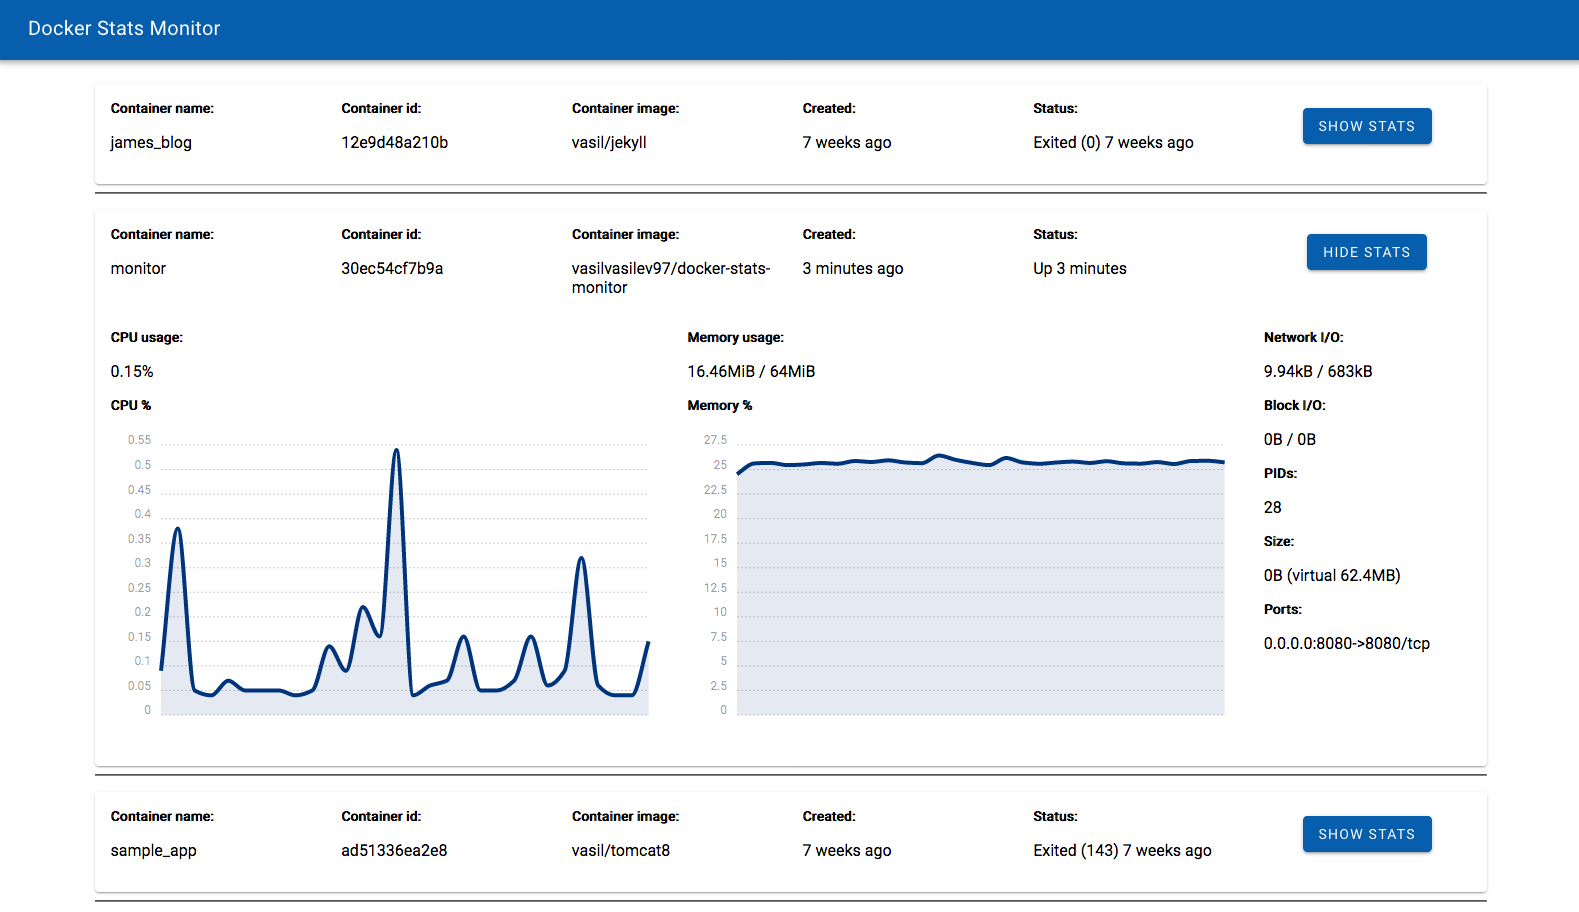 Docker Stats Monitor
Container name: Container id: Container image: Created: Status:
james_blog 12e9d48a210b vasil/jekyll 7 weeks ago Exited (0) 7 weeks ago
SHOW STATS
Container name: Container id: Container image: Created: Status:
monitor 30ec54cf7b9a vasilvasilev97/docker-stats- 3 minutes ago Up 3 minutes
monitor
HIDE STATS
CPU usage:
0.15%
CPU %
0.55
0.5
0.45
0.4
0.35
0.3
0.25
0.2
0.15
0.1
0.05
0
Memory usage:
16.46MiB / 64MiB
Memory %
27.5
25
22.5
20
17.5
15
12.5
10
7.5
5
2.5
0
Network I/O:
9.94kB / 683kB
Block I/O:
0B / 0B
PIDs:
28
Size:
0B (virtual 62.4MB)
Ports:
0.0.0.0:8080->8080/tcp
Container name: Container id: Container image: Created: Status:
sample_app ad51336ea2e8 vasil/tomcat8 7 weeks ago Exited (143) 7 weeks ago
SHOW STATS